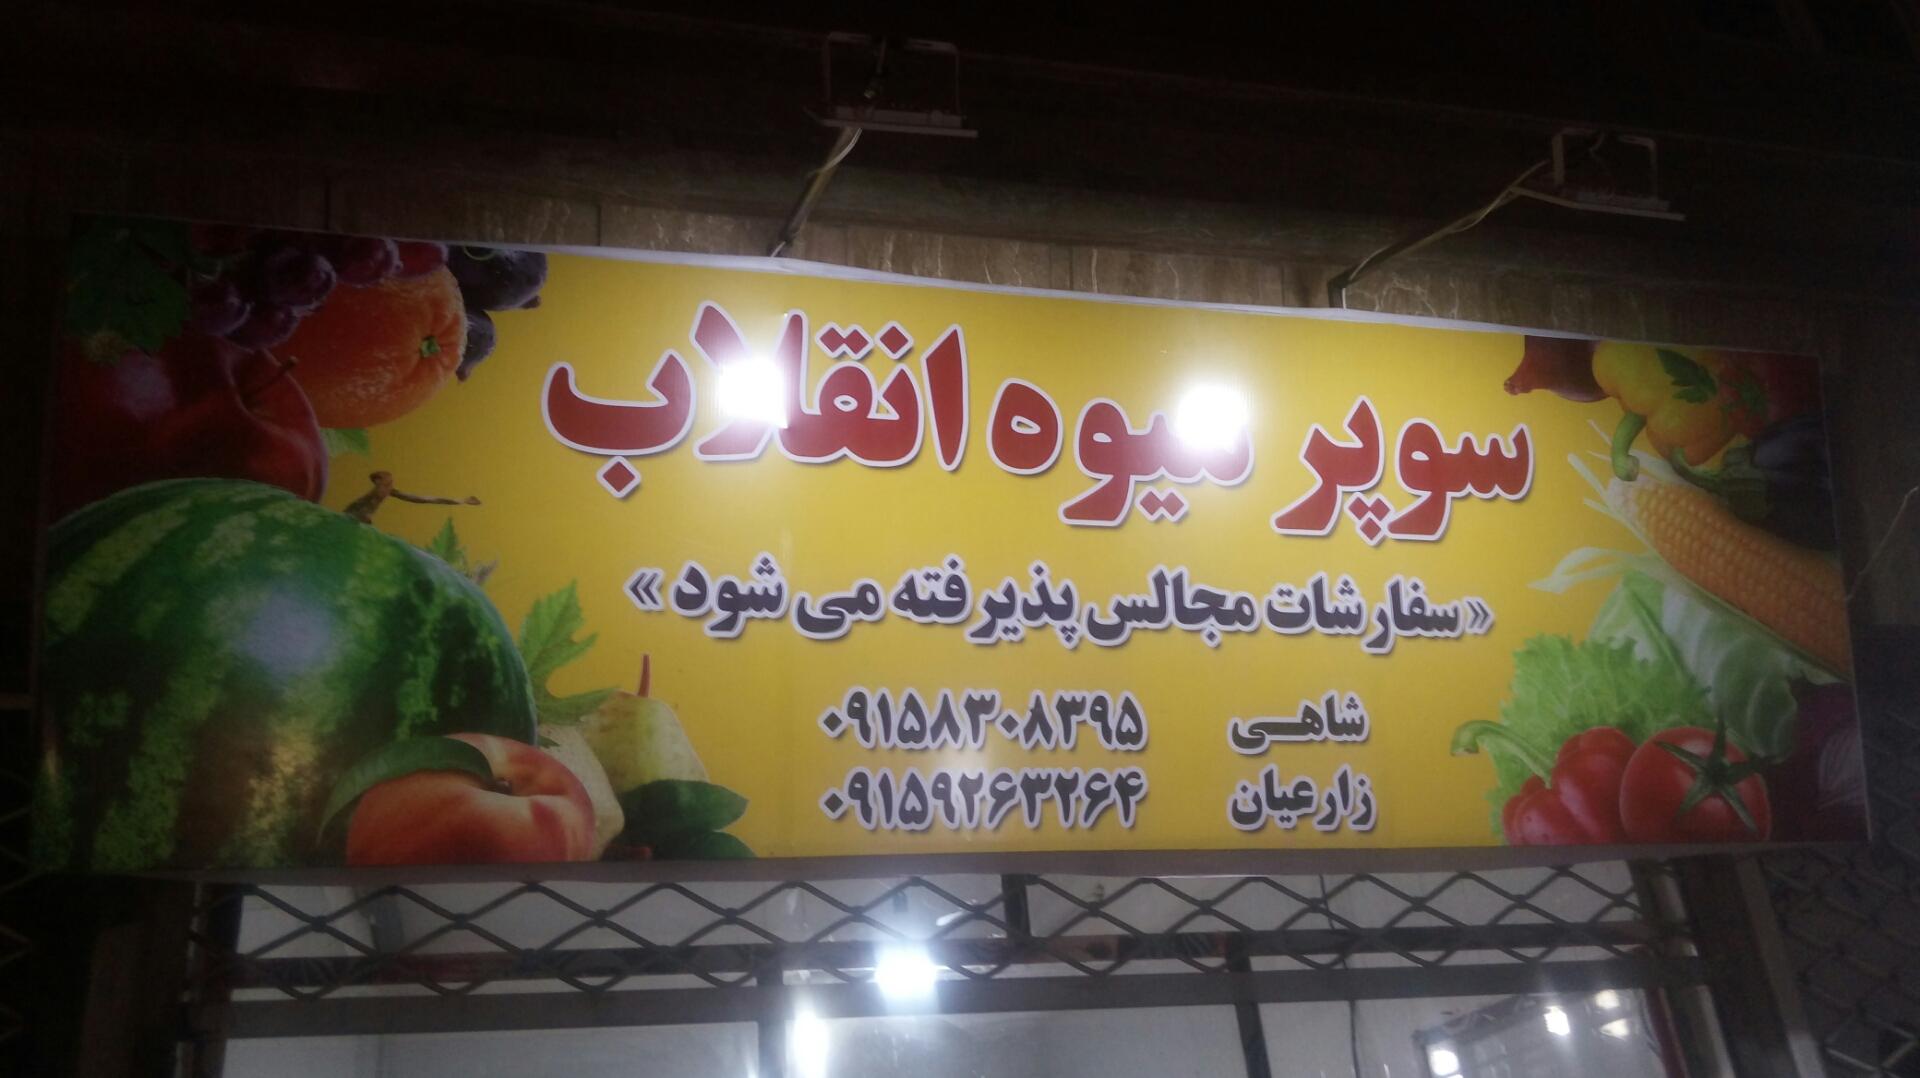 سوپر میوه انقلاب
«سفارشات مجالس پذیرفته می شود»
شاهی ۰۹۱۵۸۳۰۸۳۹۵
زارعیان ۰۹۱۵۹۲۶۳۲۶۴